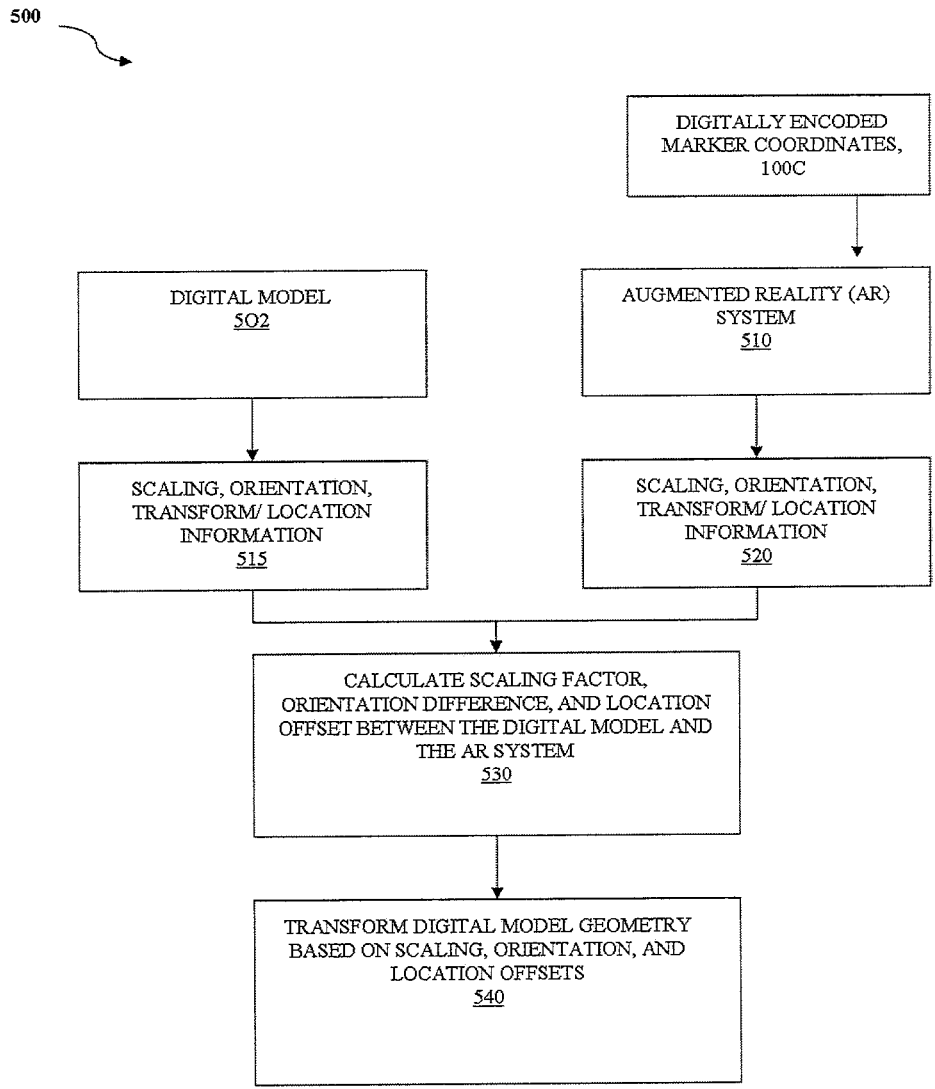 500
DIGITALLY ENCODED
MARKER COORDINATES,
100C
DIGITAL MODEL
502
AUGMENTED REALITY (AR)
SYSTEM
510
SCALING, ORIENTATION,
TRANSFORM/ LOCATION
INFORMATION
515
SCALING, ORIENTATION,
TRANSFORM/ LOCATION
INFORMATION
520
CALCULATE SCALING FACTOR,
ORIENTATION DIFFERENCE, AND LOCATION
OFFSET BETWEEN THE DIGITAL MODEL AND
THE AR SYSTEM
530
TRANSFORM DIGITAL MODEL GEOMETRY
BASED ON SCALING, ORIENTATION, AND
LOCATION OFFSETS
540